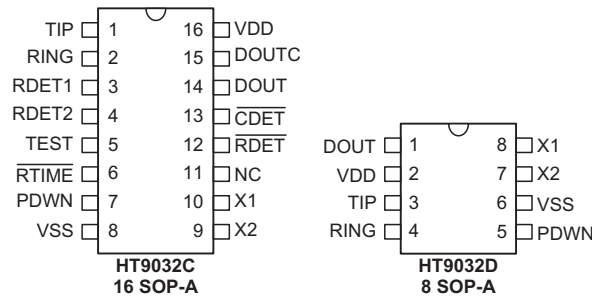 TIP 1 16 VDD
RING 2 15 DOUTC
RDET1 3 14 DOUT
RDET2 4 13 CDET
TEST 5 12 RDET
RTIME 6 11 NC
PDWN 7 10 X1
VSS 8 9 X2
HT9032C
16 SOP-A
DOUT 1 8 X1
VDD 2 7 X2
TIP 3 6 VSS
RING 4 5 PDWN
HT9032D
8 SOP-A